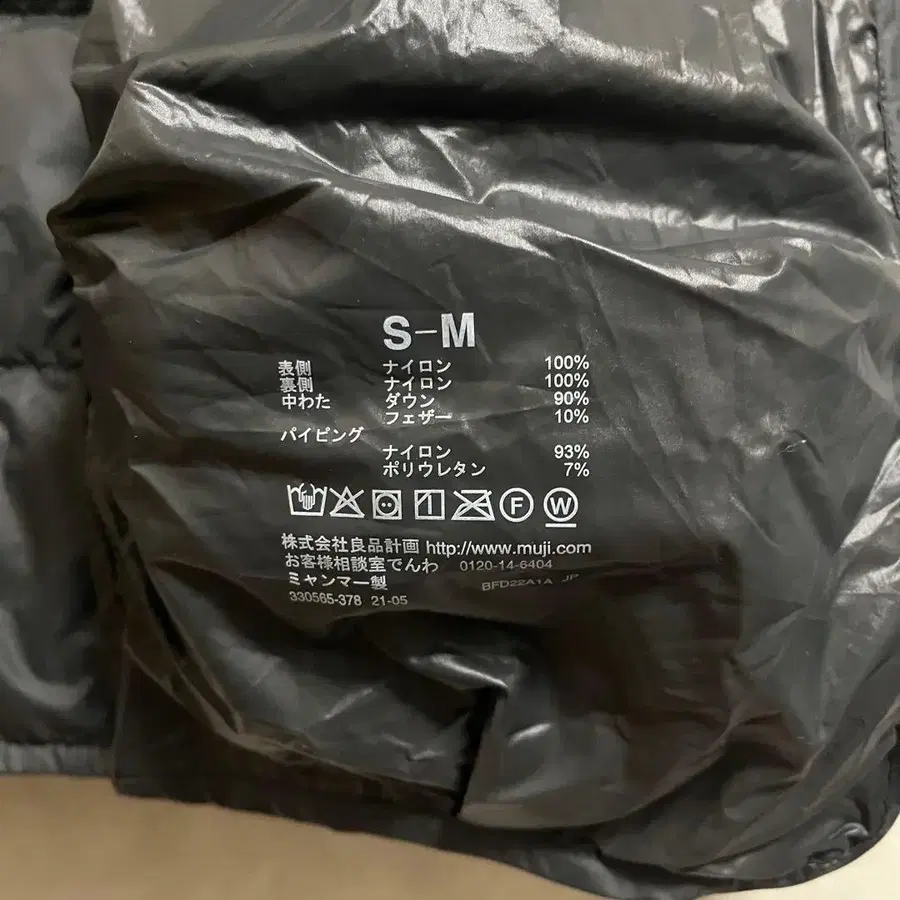 S-M
表側 ナイロン 100%
裏側 ナイロン 100%
中わた ダウン 90%
フェザー 10%
パイピング
ナイロン 93%
ポリウレタン 7%
F W
株式会社良品計画 http://www.muji.com
お客様相談室でんわ 0120-14-6404
ミャンマー製 BFD22A1A JP
330565-378 21-05